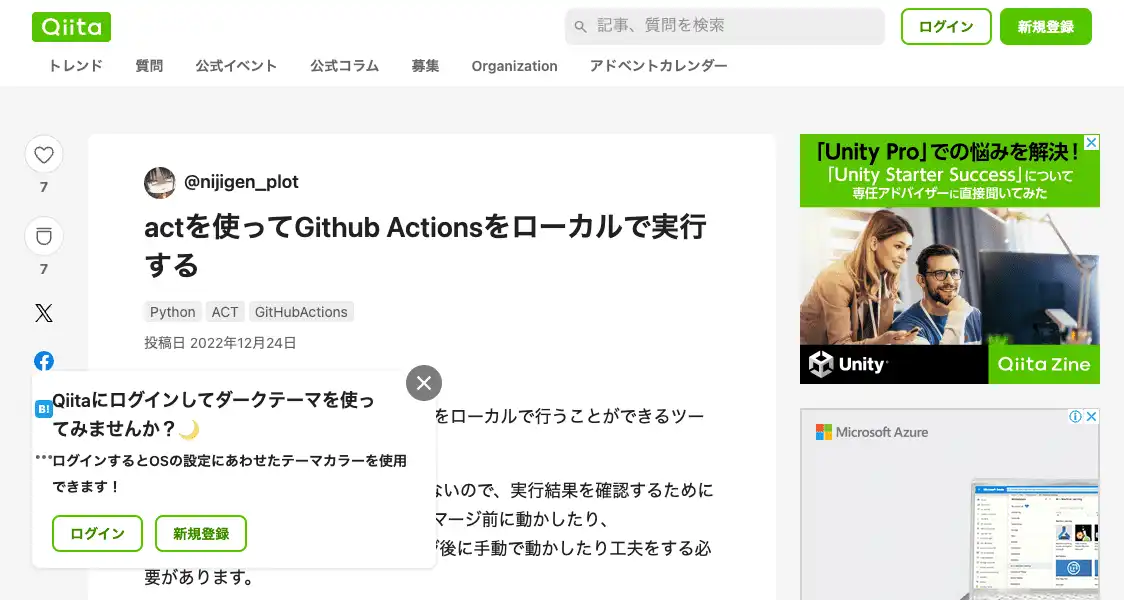 Qiita
記事、質問を検索
ログイン
新規登録
トレンド 質問 公式イベント 公式コラム 募集 Organization アドベントカレンダー
7
7
@nijigen_plot
actを使ってGithub Actionsをローカルで実行
する
Python ACT GitHubActions
投稿日 2022年12月24日
をローカルで行うことができるツー
ないので、実行結果を確認するために
マージ前に動かしたり、
後に手動で動かしたり工夫をする必
要があります。
B!
Qiitaにログインしてダークテーマを使っ
てみませんか？🌙
ログインするとOSの設定にあわせたテーマカラーを使用
できます！
ログイン
新規登録
「Unity Pro」での悩みを解決！
「Unity Starter Success」について
専任アドバイザーに直接聞いてみた
Unity
Qiita Zine
Microsoft Azure